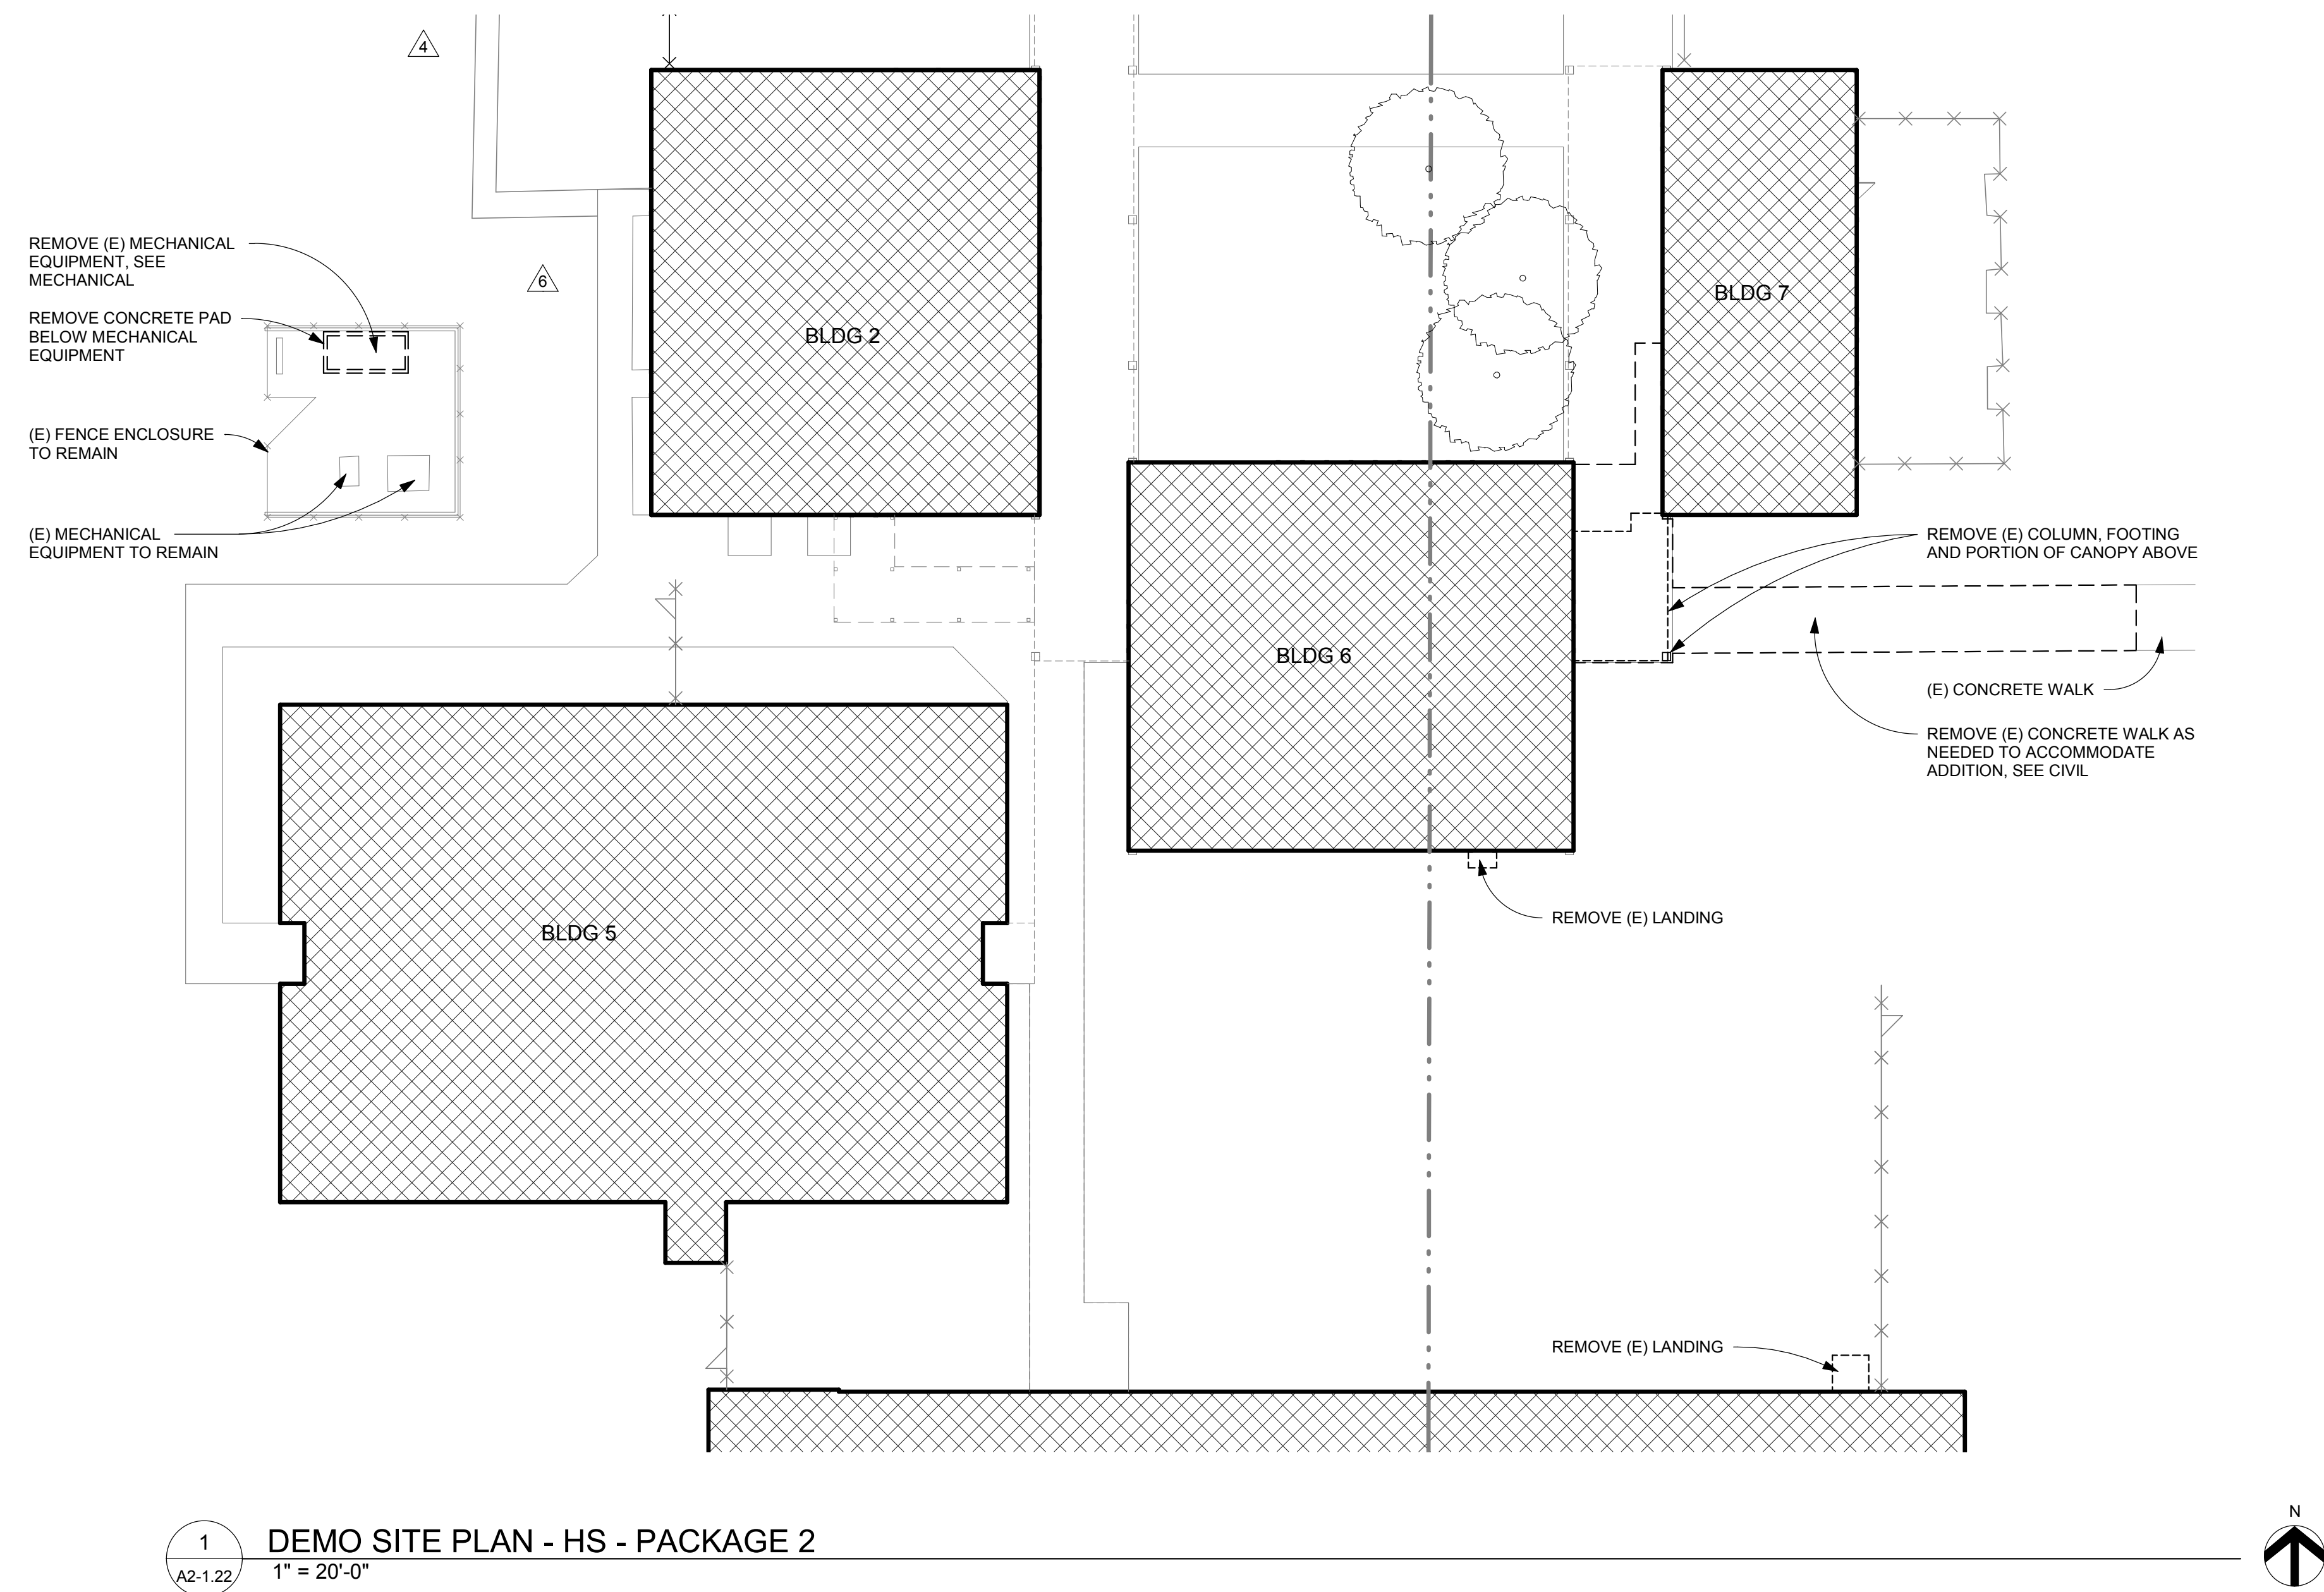 4
REMOVE (E) MECHANICAL
EQUIPMENT, SEE
MECHANICAL
6
BLDG 7
REMOVE CONCRETE PAD
BELOW MECHANICAL
EQUIPMENT
BLDG 2
(E) FENCE ENCLOSURE
TO REMAIN
(E) MECHANICAL
EQUIPMENT TO REMAIN
REMOVE (E) COLUMN, FOOTING
AND PORTION OF CANOPY ABOVE
BLDG 6
(E) CONCRETE WALK
REMOVE (E) CONCRETE WALK AS
NEEDED TO ACCOMMODATE
ADDITION, SEE CIVIL
REMOVE (E) LANDING
BLDG 5
REMOVE (E) LANDING
N
1
A2-1.22
DEMO SITE PLAN - HS - PACKAGE 2
1" = 20'-0"